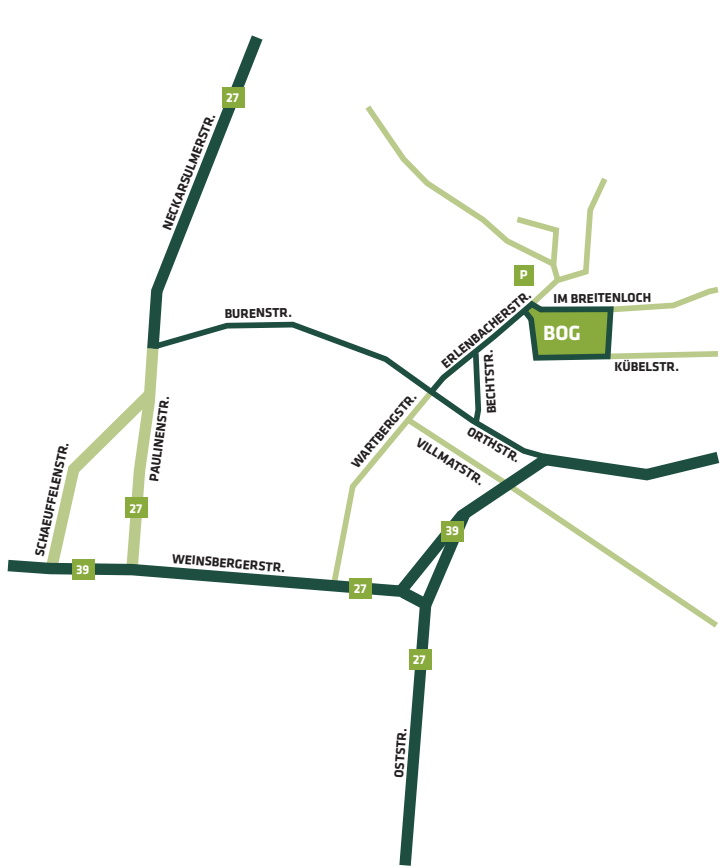 27
NECKARSULMERSTR.
P
IM BREITENLOCH
ERLENBACHERSTR.
BURENSTR.
BOG
KÜBELSTR.
BECHTSTR.
WARTBERGSTR.
PAULINENSTR.
ORTHSTR.
VILLMATSTR.
SCHAEUFFELENSTR.
27
39
WEINSBERGERSTR.
39
27
27
OSTSTR.